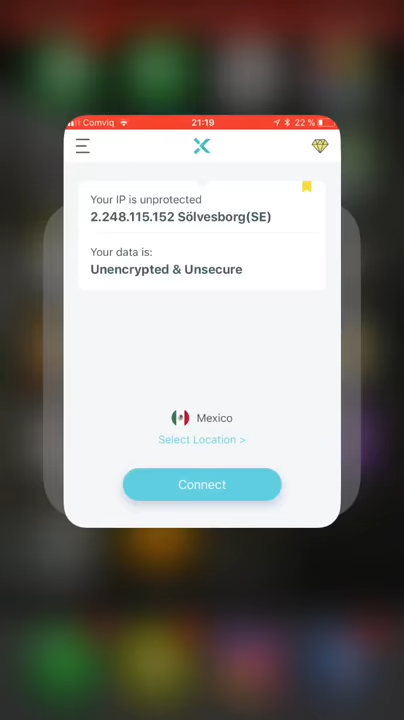 Comviq 21:19 22 %
Your IP is unprotected
2.248.115.152 Sölvesborg(SE)
Your data is:
Unencrypted & Unsecure
Mexico
Select Location >
Connect